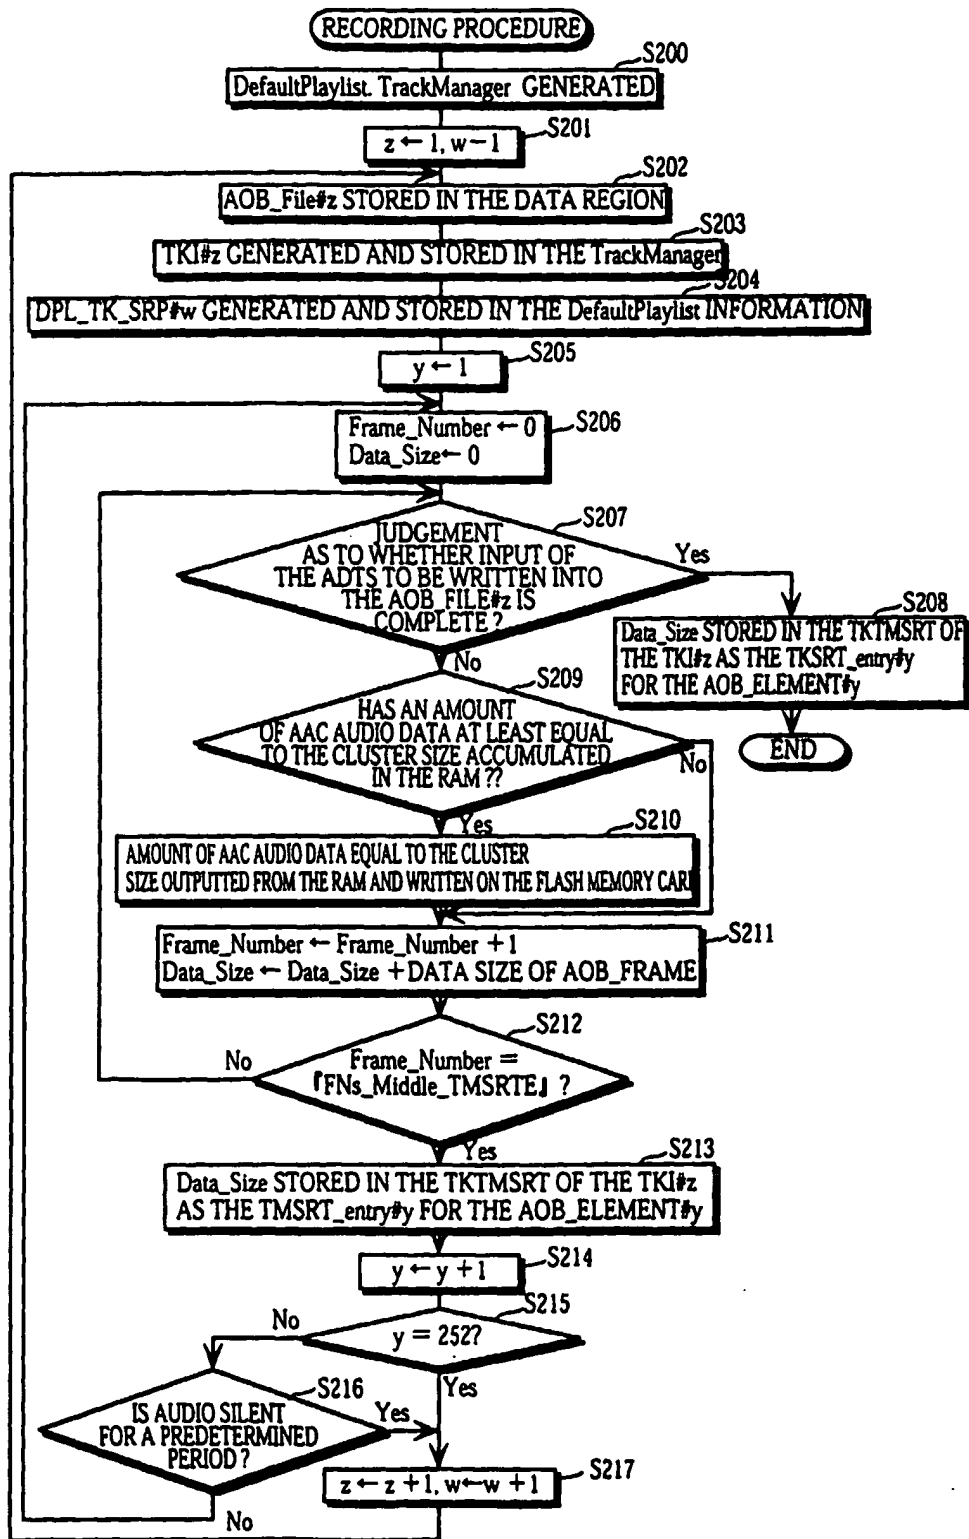 RECORDING PROCEDURE
S200
DefaultPlaylist. TrackManager GENERATED
S201
z ← 1, w ─ 1
S202
AOB_File#z STORED IN THE DATA REGION
S203
TKI#z GENERATED AND STORED IN THE TrackManager
S204
DPL_TK_SRP#w GENERATED AND STORED IN THE DefaultPlaylist INFORMATION
S205
y ← 1
S206
Frame_Number ← 0
Data_Size ← 0
S207
JUDGEMENT
AS TO WHETHER INPUT OF
THE ADTS TO BE WRITTEN INTO
THE AOB_FILE#z IS
COMPLETE ?
Yes
No
S208
Data_Size STORED IN THE TKTMSRT OF
THE TKI#z AS THE TKSRT_entry#y
FOR THE AOB_ELEMENT#y
END
S209
HAS AN AMOUNT
OF AAC AUDIO DATA AT LEAST EQUAL
TO THE CLUSTER SIZE ACCUMULATED
IN THE RAM ??
No
Yes
S210
AMOUNT OF AAC AUDIO DATA EQUAL TO THE CLUSTER
SIZE OUTPUTTED FROM THE RAM AND WRITTEN ON THE FLASH MEMORY CARD
S211
Frame_Number ← Frame_Number + 1
Data_Size ← Data_Size + DATA SIZE OF AOB_FRAME
S212
No
Frame_Number =
『FNs_Middle_TMSRTE』 ?
Yes
S213
Data_Size STORED IN THE TKTMSRT OF THE TKI#z
AS THE TMSRT_entry#y FOR THE AOB_ELEMENT#y
S214
y ← y + 1
S215
No
y = 252?
Yes
S216
IS AUDIO SILENT
FOR A PREDETERMINED
PERIOD ?
Yes
No
S217
z ← z + 1, w ← w + 1